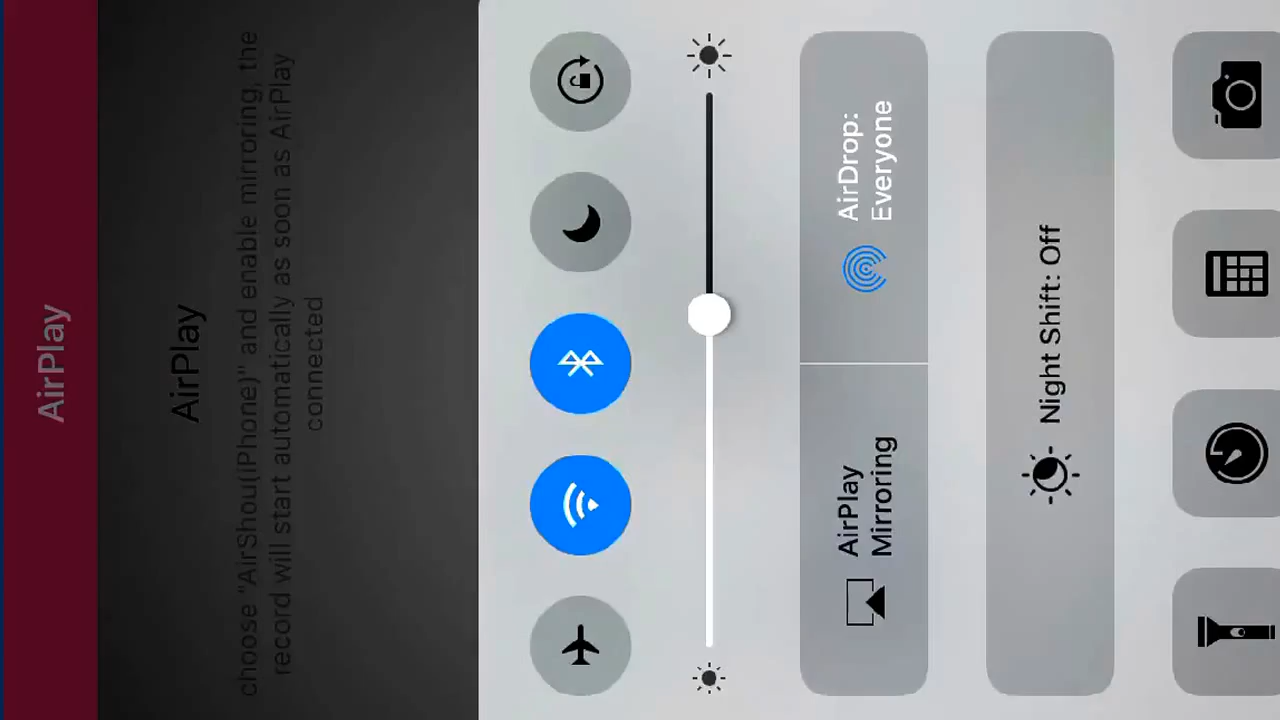 AirPlay
AirPlay
choose "AirShou(iPhone)" and enable mirroring, the
record will start automatically as soon as AirPlay
connected
AirPlay
Mirroring
AirDrop:
Everyone
Night Shift: Off